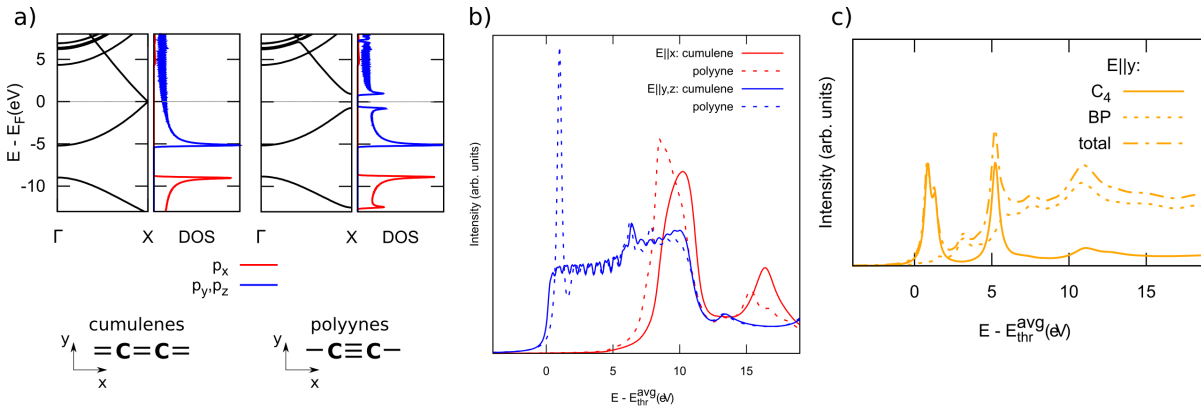 a)
E - E_F(eV)
5
0
-5
-10
Γ
X
DOS
Γ
X
DOS
p_x
p_y,p_z
cumulenes
y
=C=C=
x
polyynes
y
—C≡C—
x
b)
E||x: cumulene
polyyne
E||y,z: cumulene
polyyne
Intensity (arb. units)
0
5
10
15
E - E_thr^avg(eV)
c)
E||y:
C_4
BP
total
Intensity (arb. units)
0
5
10
15
E - E_thr^avg(eV)